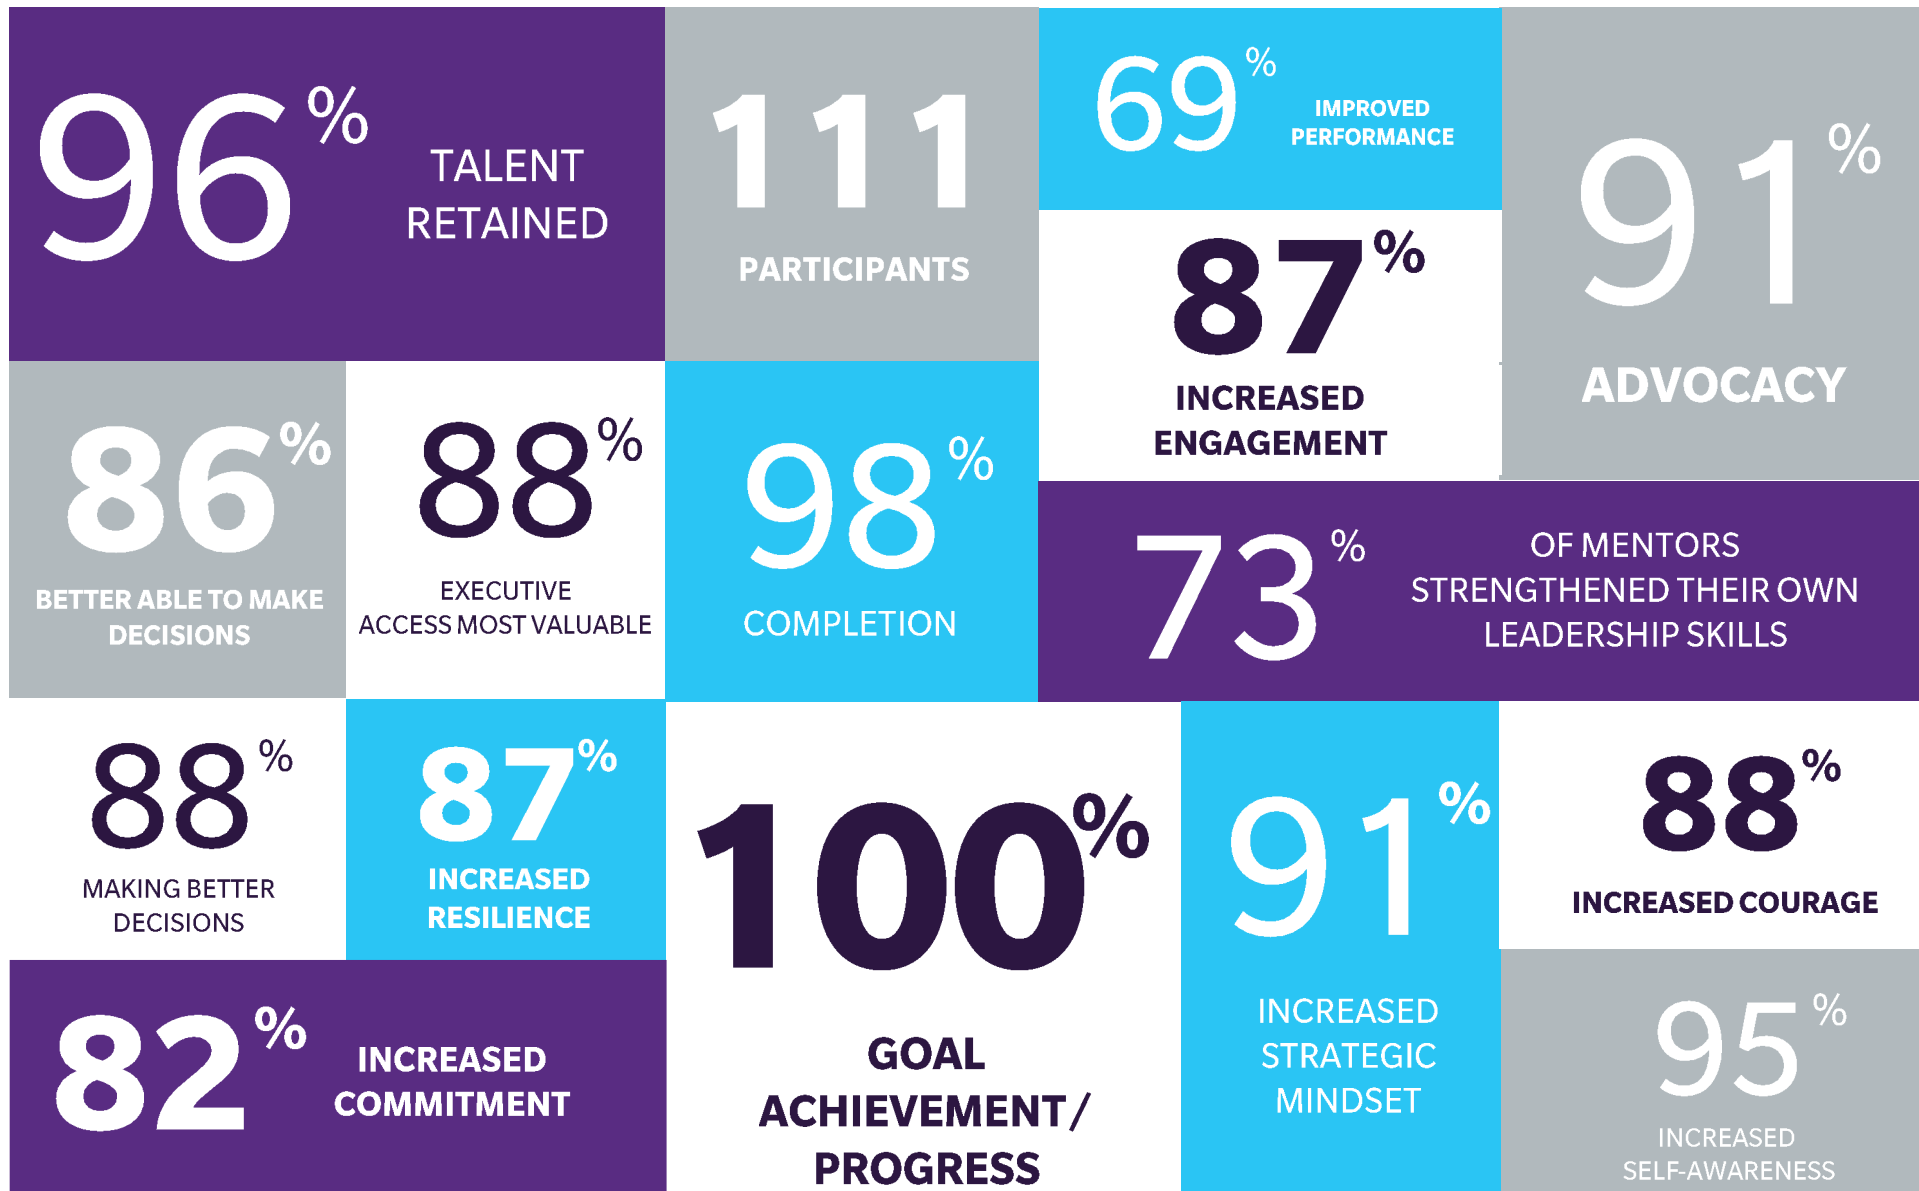 96%
TALENT
RETAINED
111
PARTICIPANTS
69%
IMPROVED
PERFORMANCE
91%
ADVOCACY
87%
INCREASED
ENGAGEMENT
86%
BETTER ABLE TO MAKE
DECISIONS
88%
EXECUTIVE
ACCESS MOST VALUABLE
98%
COMPLETION
73%
OF MENTORS
STRENGTHENED THEIR OWN
LEADERSHIP SKILLS
88%
MAKING BETTER
DECISIONS
87%
INCREASED
RESILIENCE
100%
GOAL
ACHIEVEMENT/
PROGRESS
91%
INCREASED
STRATEGIC
MINDSET
88%
INCREASED COURAGE
82%
INCREASED
COMMITMENT
95%
INCREASED
SELF-AWARENESS